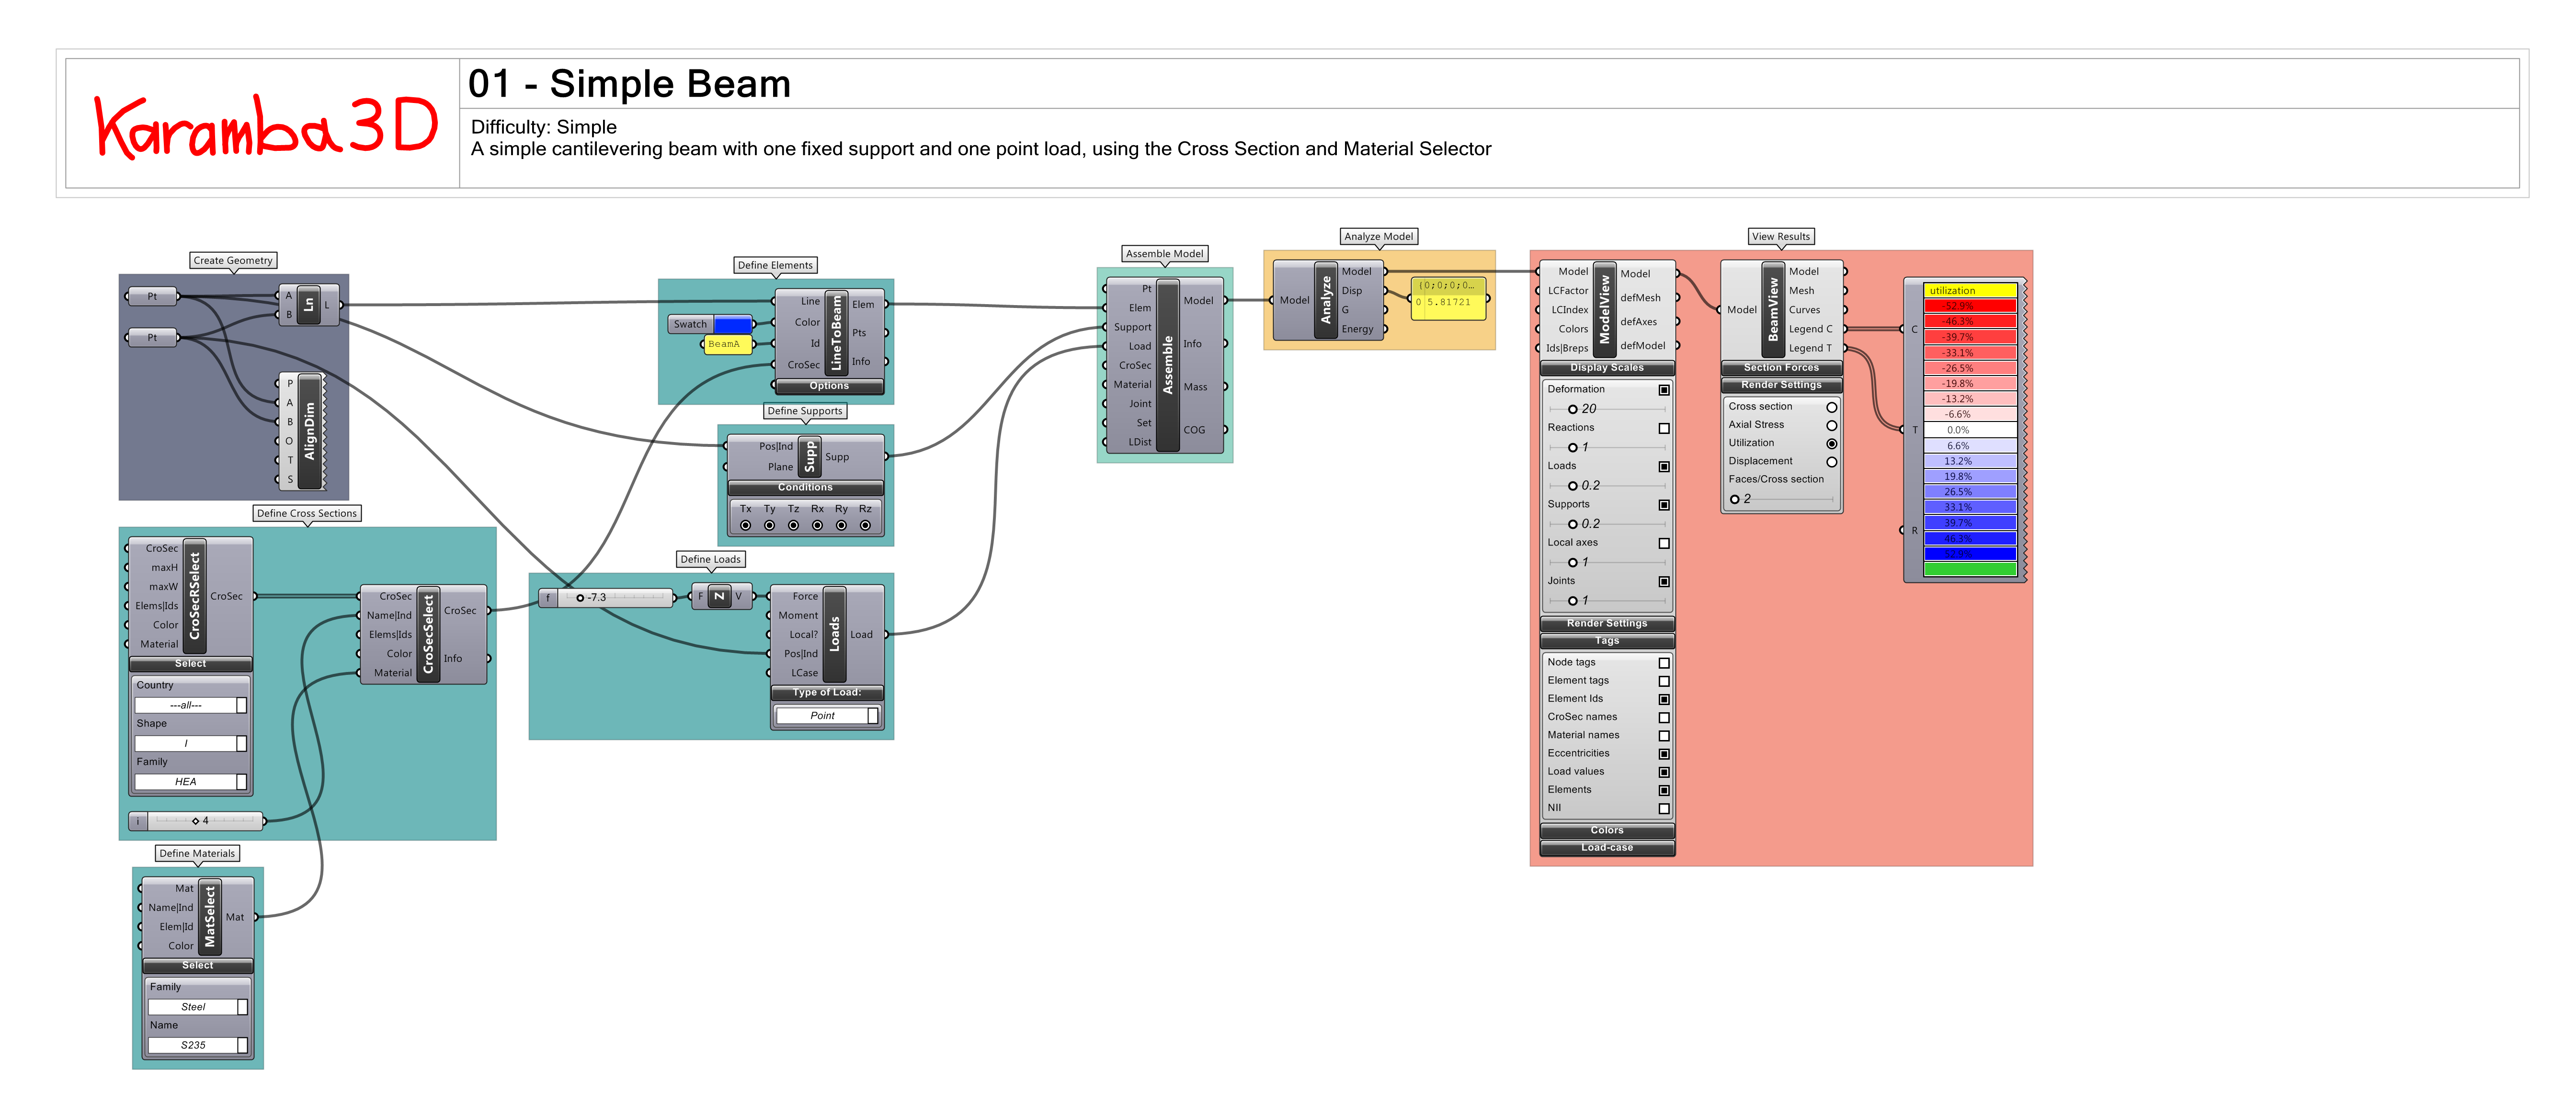 Karamba3D
01 - Simple Beam
Difficulty: Simple
A simple cantilevering beam with one fixed support and one point load, using the Cross Section and Material Selector
Create Geometry
Pt
Pt
A
B
Ln
L
P
A
B
O
T
S
AlignDim
Define Cross Sections
CroSec
maxH
maxW
Elems|Ids
Color
Material
CroSecRSelect
CroSec
Select
Country
---all---
Shape
I
Family
HEA
i
4
CroSec
Name|Ind
Elems|Ids
Color
Material
CroSecSelect
CroSec
Info
Define Materials
Mat
Name|Ind
Elem|Id
Color
MatSelect
Mat
Select
Family
Steel
Name
S235
Define Elements
Swatch
BeamA
Line
Color
Id
CroSec
LineToBeam
Elem
Pts
Info
Options
Define Supports
Pos|Ind
Plane
Supp
Supp
Conditions
Tx Ty Tz Rx Ry Rz
Define Loads
f
-7.3
F
Z
V
Force
Moment
Local?
Pos|Ind
LCase
Loads
Load
Type of Load:
Point
Assemble Model
Pt
Elem
Support
Load
CroSec
Material
Joint
Set
LDist
Assemble
Model
Info
Mass
COG
Analyze Model
Model
Analyze
Model
Disp
G
Energy
{0;0;0;0...
0 5.81721
View Results
Model
LCFactor
LCIndex
Colors
Ids|Breps
ModelView
Model
defMesh
defAxes
defModel
Display Scales
Deformation
20
Reactions
1
Loads
0.2
Supports
0.2
Local axes
1
Joints
1
Render Settings
Tags
Node tags
Element tags
Element Ids
CroSec names
Material names
Eccentricities
Load values
Elements
NII
Colors
Load-case
Model
BeamView
Model
Mesh
Curves
Legend C
Legend T
Section Forces
Render Settings
Cross section
Axial Stress
Utilization
Displacement
Faces/Cross section
2
C
T
R
utilization
-52.9%
-46.3%
-39.7%
-33.1%
-26.5%
-19.8%
-13.2%
-6.6%
0.0%
6.6%
13.2%
19.8%
26.5%
33.1%
39.7%
46.3%
52.9%